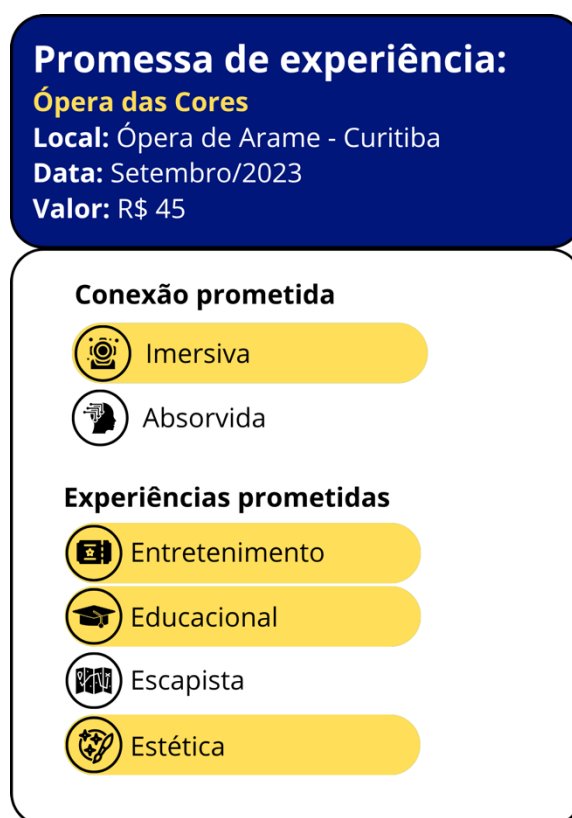 Promessa de experiência:
Ópera das Cores
Local: Ópera de Arame - Curitiba
Data: Setembro/2023
Valor: R$ 45
Conexão prometida
Imersiva
Absorvida
Experiências prometidas
Entretenimento
Educacional
Escapista
Estética